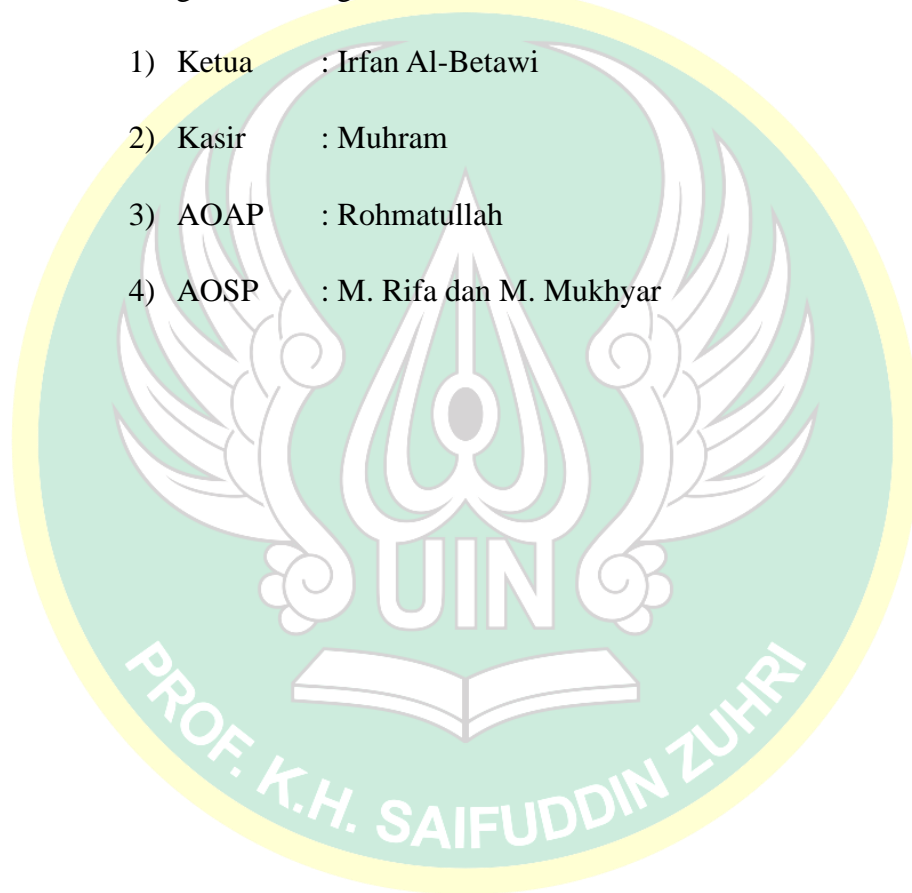 1) Ketua : Irfan Al-Betawi
2) Kasir : Muhram
3) AOAP : Rohmatullah
4) AOSP : M. Rifa dan M. Mukhyar
UIN
PROF. K.H. SAIFUDDIN ZUHRI